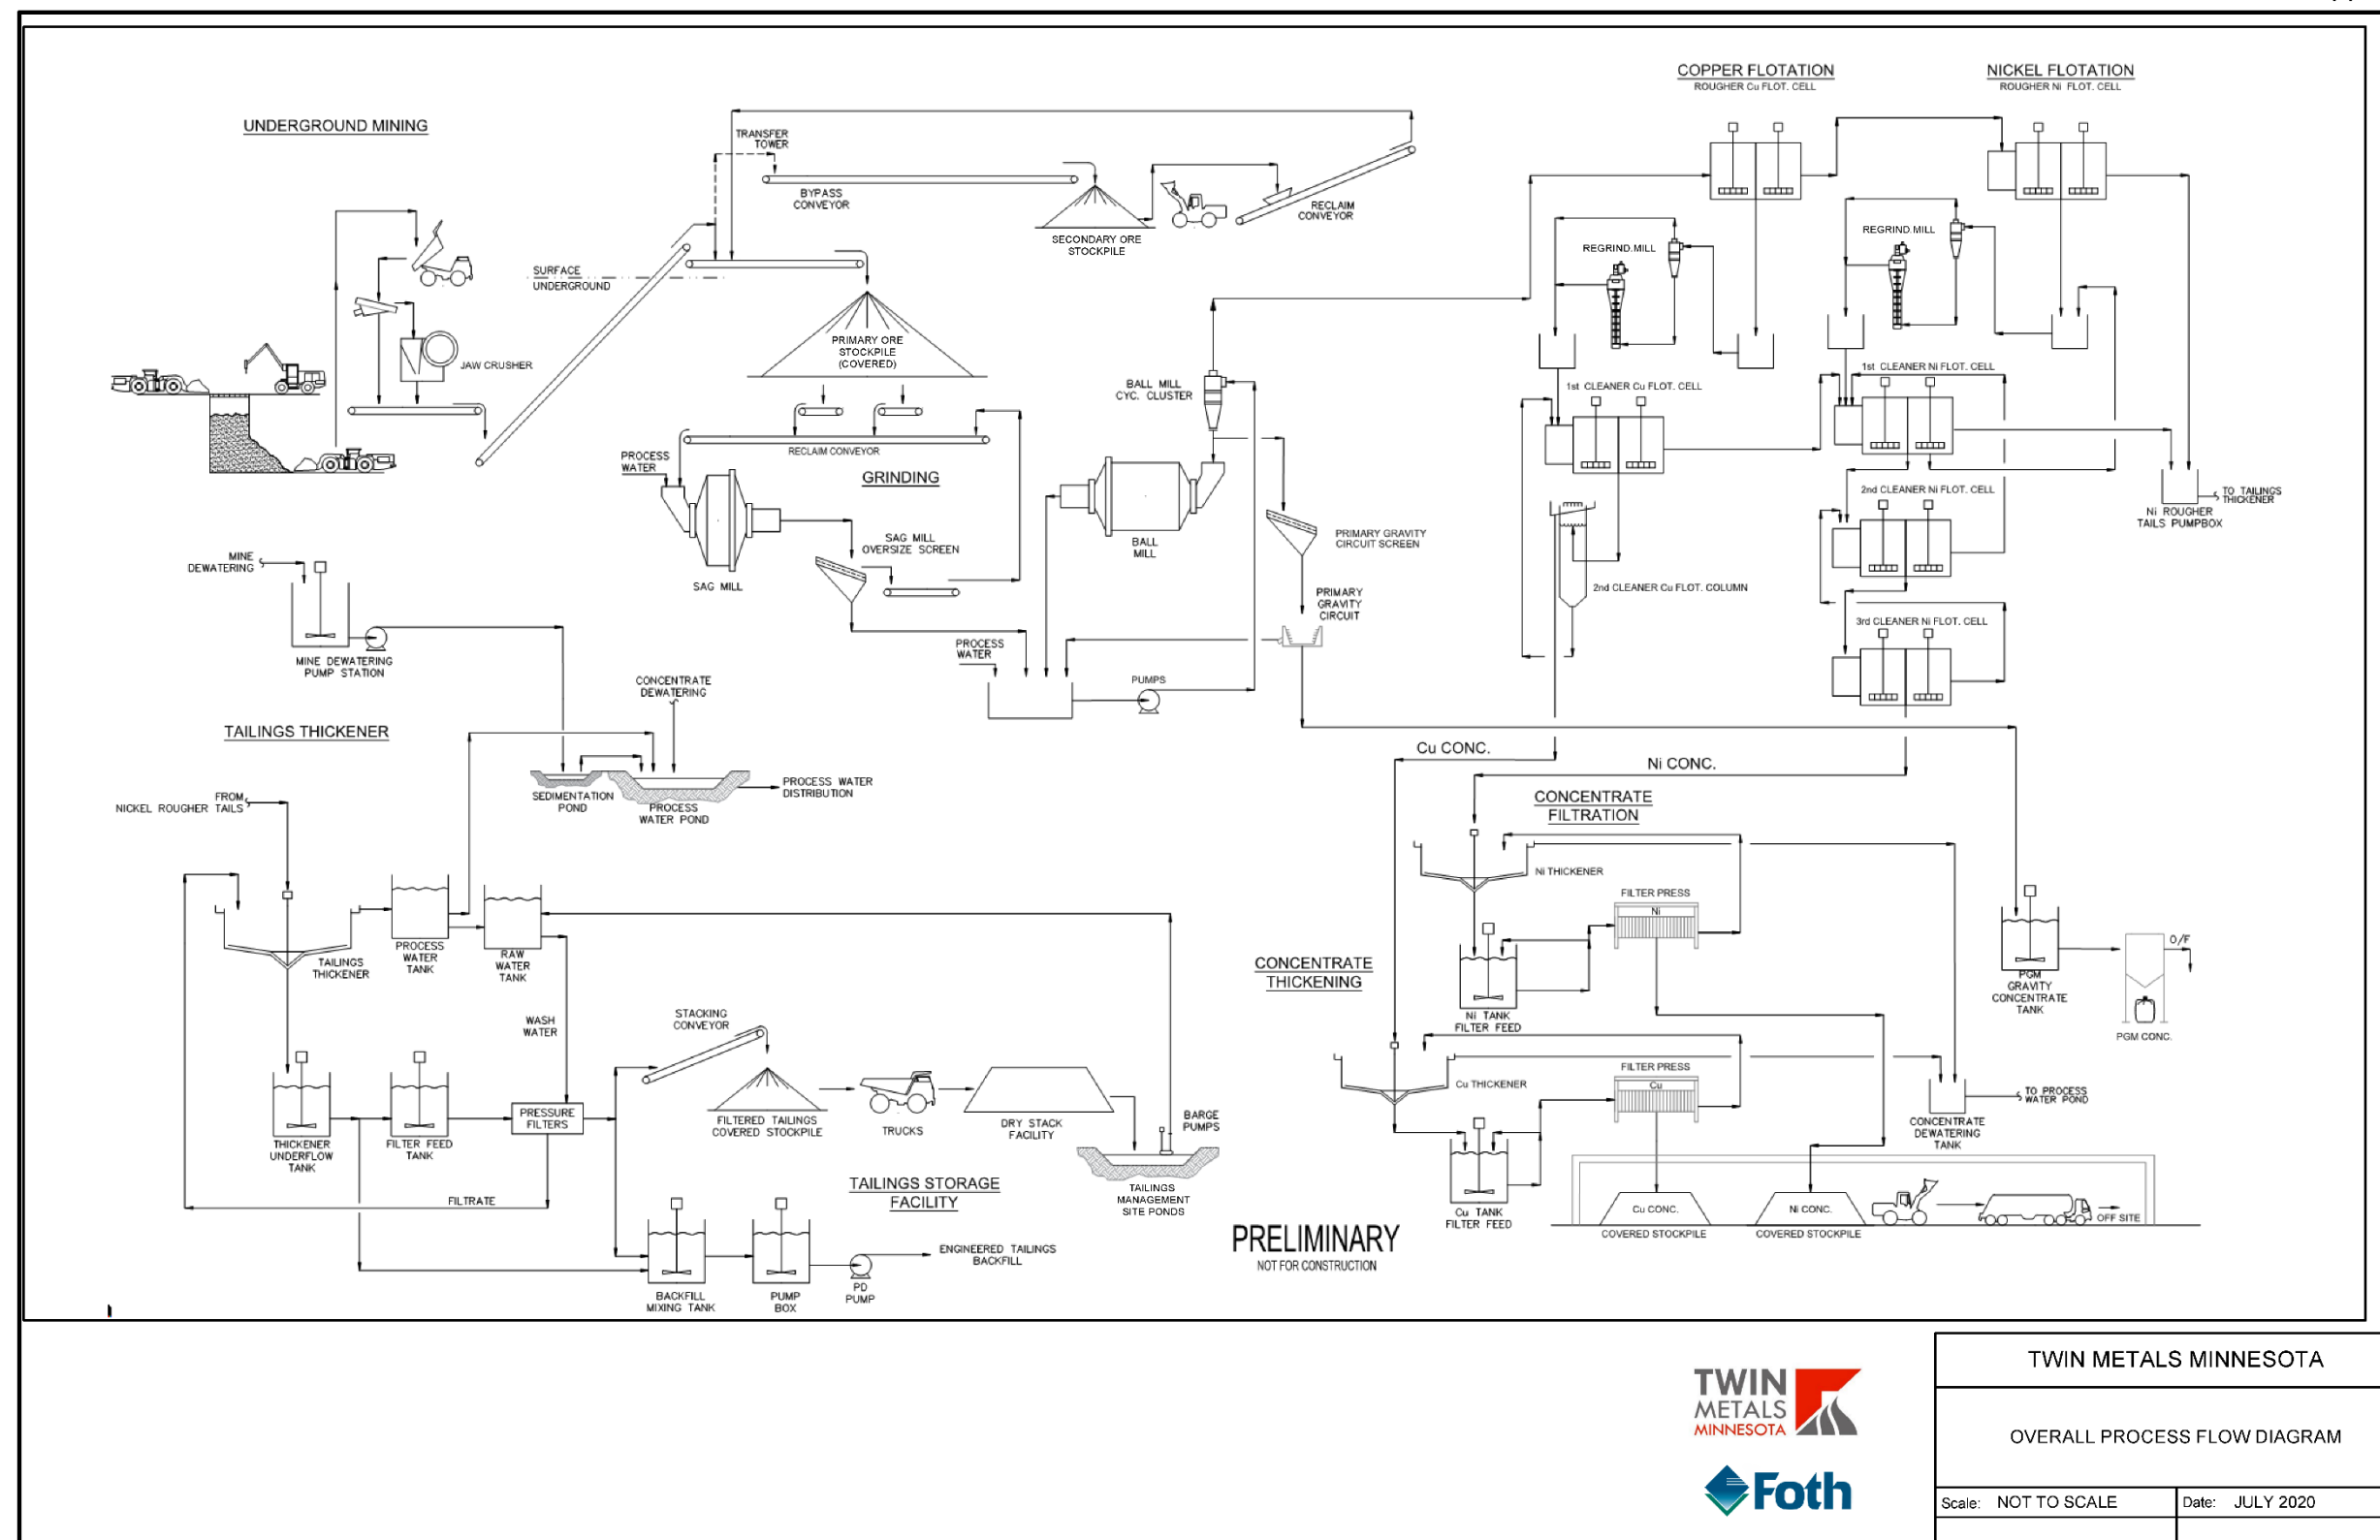 COPPER FLOTATION
ROUGHER Cu FLOT. CELL
NICKEL FLOTATION
ROUGHER Ni FLOT. CELL
UNDERGROUND MINING
TRANSFER
TOWER
BYPASS
CONVEYOR
RECLAIM
CONVEYOR
SECONDARY ORE
STOCKPILE
REGRIND MILL
REGRIND MILL
SURFACE
UNDERGROUND
PRIMARY ORE
STOCKPILE
(COVERED)
JAW CRUSHER
BALL MILL
CYC. CLUSTER
1st CLEANER Cu FLOT. CELL
1st CLEANER Ni FLOT. CELL
RECLAIM CONVEYOR
PROCESS
WATER
GRINDING
2nd CLEANER Ni FLOT. CELL
TO TAILINGS
THICKENER
Ni ROUGHER
TAILS PUMPBOX
SAG MILL
OVERSIZE SCREEN
BALL
MILL
PRIMARY GRAVITY
CIRCUIT SCREEN
MINE
DEWATERING
SAG MILL
PRIMARY
GRAVITY
CIRCUIT
2nd CLEANER Cu FLOT. COLUMN
3rd CLEANER Ni FLOT. CELL
PROCESS
WATER
MINE DEWATERING
PUMP STATION
CONCENTRATE
DEWATERING
PUMPS
TAILINGS THICKENER
Cu CONC.
Ni CONC.
SEDIMENTATION
POND
PROCESS
WATER POND
PROCESS WATER
DISTRIBUTION
FROM
NICKEL ROUGHER TAILS
CONCENTRATE
FILTRATION
Ni THICKENER
FILTER PRESS
Ni
TAILINGS
THICKENER
PROCESS
WATER
TANK
RAW
WATER
TANK
CONCENTRATE
THICKENING
O/F
PGM
GRAVITY
CONCENTRATE
TANK
PGM CONC.
WASH
WATER
STACKING
CONVEYOR
Ni TANK
FILTER FEED
FILTER PRESS
Cu
Cu THICKENER
TO PROCESS
WATER POND
CONCENTRATE
DEWATERING
TANK
THICKENER
UNDERFLOW
TANK
FILTER FEED
TANK
PRESSURE
FILTERS
FILTERED TAILINGS
COVERED STOCKPILE
TRUCKS
DRY STACK
FACILITY
BARGE
PUMPS
FILTRATE
TAILINGS STORAGE
FACILITY
TAILINGS
MANAGEMENT
SITE PONDS
Cu TANK
FILTER FEED
Cu CONC.
COVERED STOCKPILE
Ni CONC.
COVERED STOCKPILE
OFF SITE
PRELIMINARY
NOT FOR CONSTRUCTION
ENGINEERED TAILINGS
BACKFILL
BACKFILL
MIXING TANK
PUMP
BOX
PD
PUMP
TWIN
METALS
MINNESOTA
Foth
TWIN METALS MINNESOTA
OVERALL PROCESS FLOW DIAGRAM
Scale: NOT TO SCALE
Date: JULY 2020